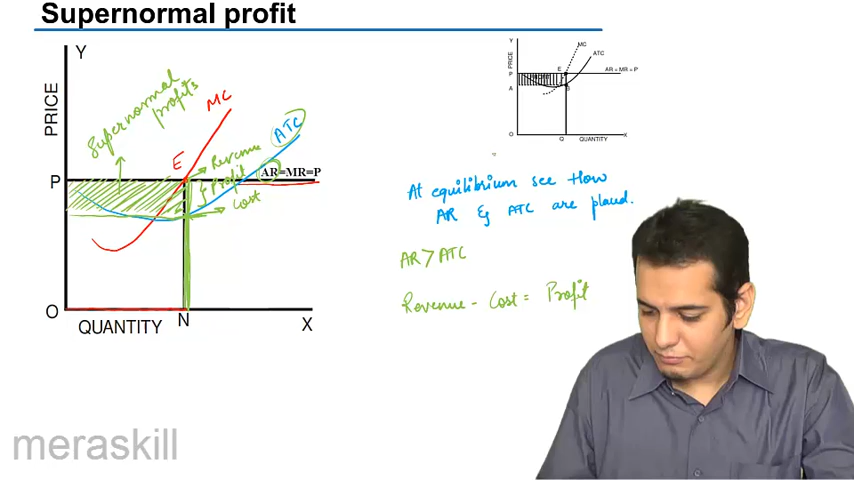 Supernormal profit
Y
PRICE
Supernormal
profits
MC
E
ATC
Revenue
Profit
Cost
AR=MR=P
P
O
QUANTITY
N
X
Y
PRICE
MC
ATC
E
AR = MR = P
P
A
B
O
Q
QUANTITY
X
At equilibrium see How
AR & ATC are placed.
AR > ATC
Revenue - Cost = Profit
meraskill